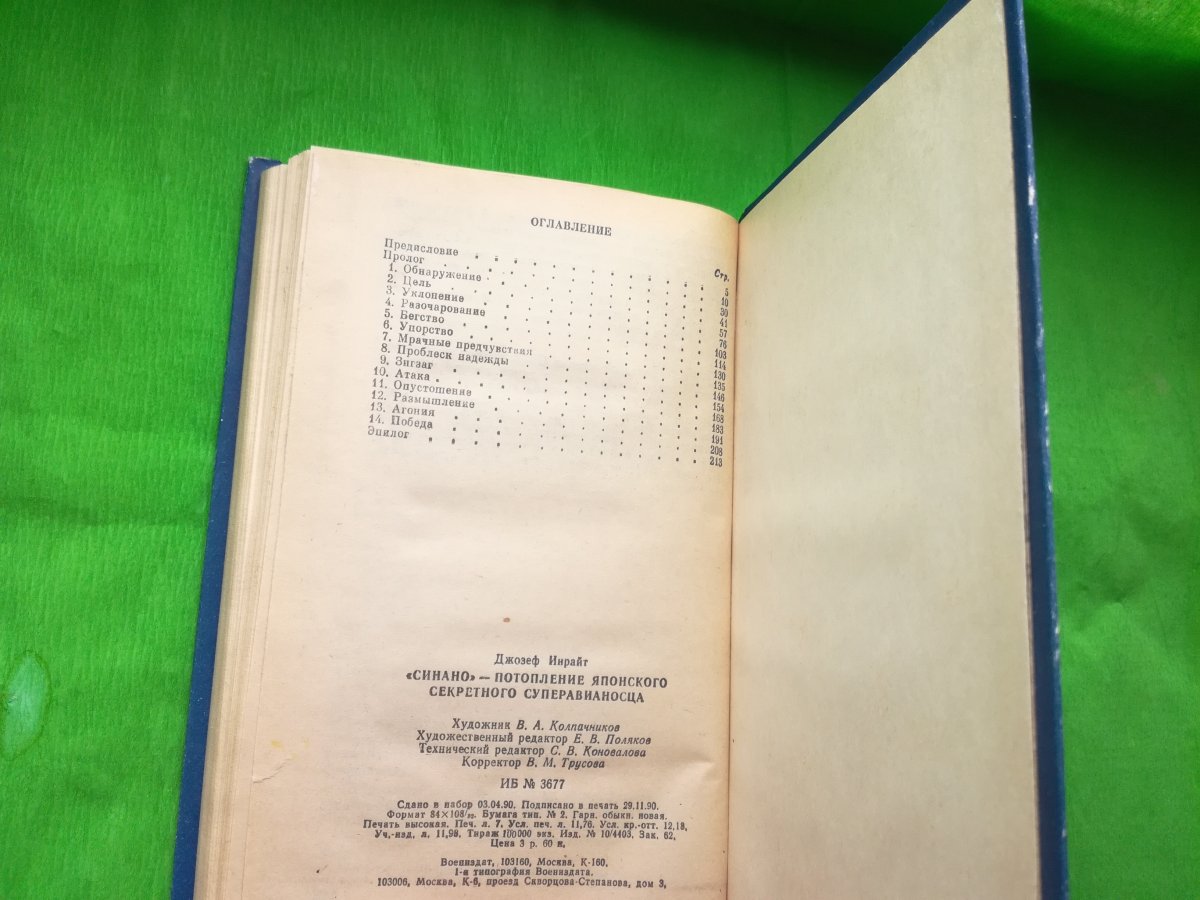 ОГЛАВЛЕНИЕ
Стр.
Предисловие . . . . . . . . . . . . 5
Пролог . . . . . . . . . . . . 10
1. Обнаружение . . . . . . . . . . . . 30
2. Цель . . . . . . . . . . . . 41
3. Уклонение . . . . . . . . . . . . 57
4. Разочарование . . . . . . . . . . . . 76
5. Бегство . . . . . . . . . . . . 103
6. Упорство . . . . . . . . . . . . 114
7. Мрачные предчувствия . . . . . . . . . . 130
8. Проблеск надежды . . . . . . . . . . 135
9. Зигзаг . . . . . . . . . . . . 146
10. Атака . . . . . . . . . . . . 154
11. Опустошение . . . . . . . . . . . . 168
12. Размышление . . . . . . . . . . . . 183
13. Агония . . . . . . . . . . . . 191
14. Победа . . . . . . . . . . . . 208
Эпилог . . . . . . . . . . . . 213
Джозеф Инрайт
«СИНАНО» — ПОТОПЛЕНИЕ ЯПОНСКОГО
СЕКРЕТНОГО СУПЕРАВИАНОСЦА
Художник В. А. Колпачников
Художественный редактор Е. В. Поляков
Технический редактор С. В. Коновалова
Корректор В. М. Трусова
ИБ № 3677
Сдано в набор 03.04.90. Подписано в печать 29.11.90.
Формат 84×108/32. Бумага тип. № 2. Гарн. обыкн. новая.
Печать высокая. Печ. л. 7. Усл. печ. л. 11,76. Усл. кр.-отт. 12,18.
Уч.-изд. л. 11,98. Тираж 100000 экз. Изд. № 10/4403. Зак. 62.
Цена 3 р. 60 к.
Воениздат, 103160, Москва, К-160.
1-я типография Воениздата.
103006, Москва, К-6, проезд Скворцова-Степанова, дом 3.